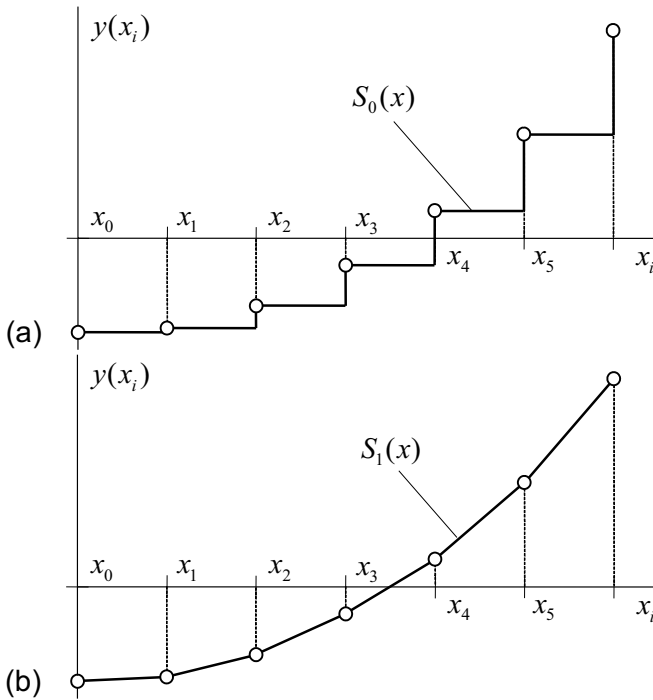 y(x_i)
S_0(x)
x_0 x_1 x_2 x_3
x_4 x_5 x_i
(a)
y(x_i)
S_1(x)
x_0 x_1 x_2 x_3
x_4 x_5 x_i
(b)